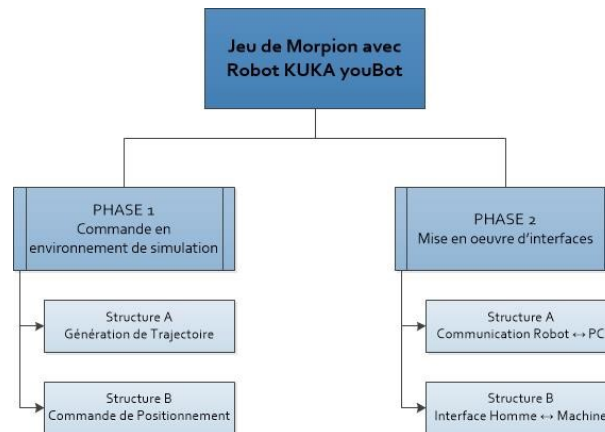 Jeu de Morpion avec
Robot KUKA youBot
PHASE 1
Commande en
environnement de simulation
PHASE 2
Mise en oeuvre d'interfaces
Structure A
Génération de Trajectoire
Structure A
Communication Robot ↔ PC
Structure B
Commande de Positionnement
Structure B
Interface Homme ↔ Machine